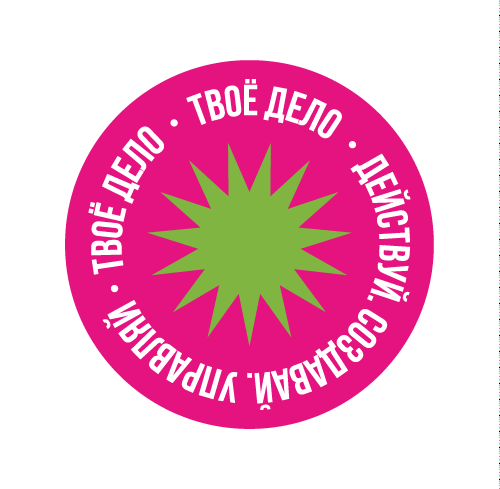 ТВОЁ ДЕЛО • ТВОЁ ДЕЛО • ДЕЙСТВУЙ. СОЗДАВАЙ. УПРАВЛЯЙ •